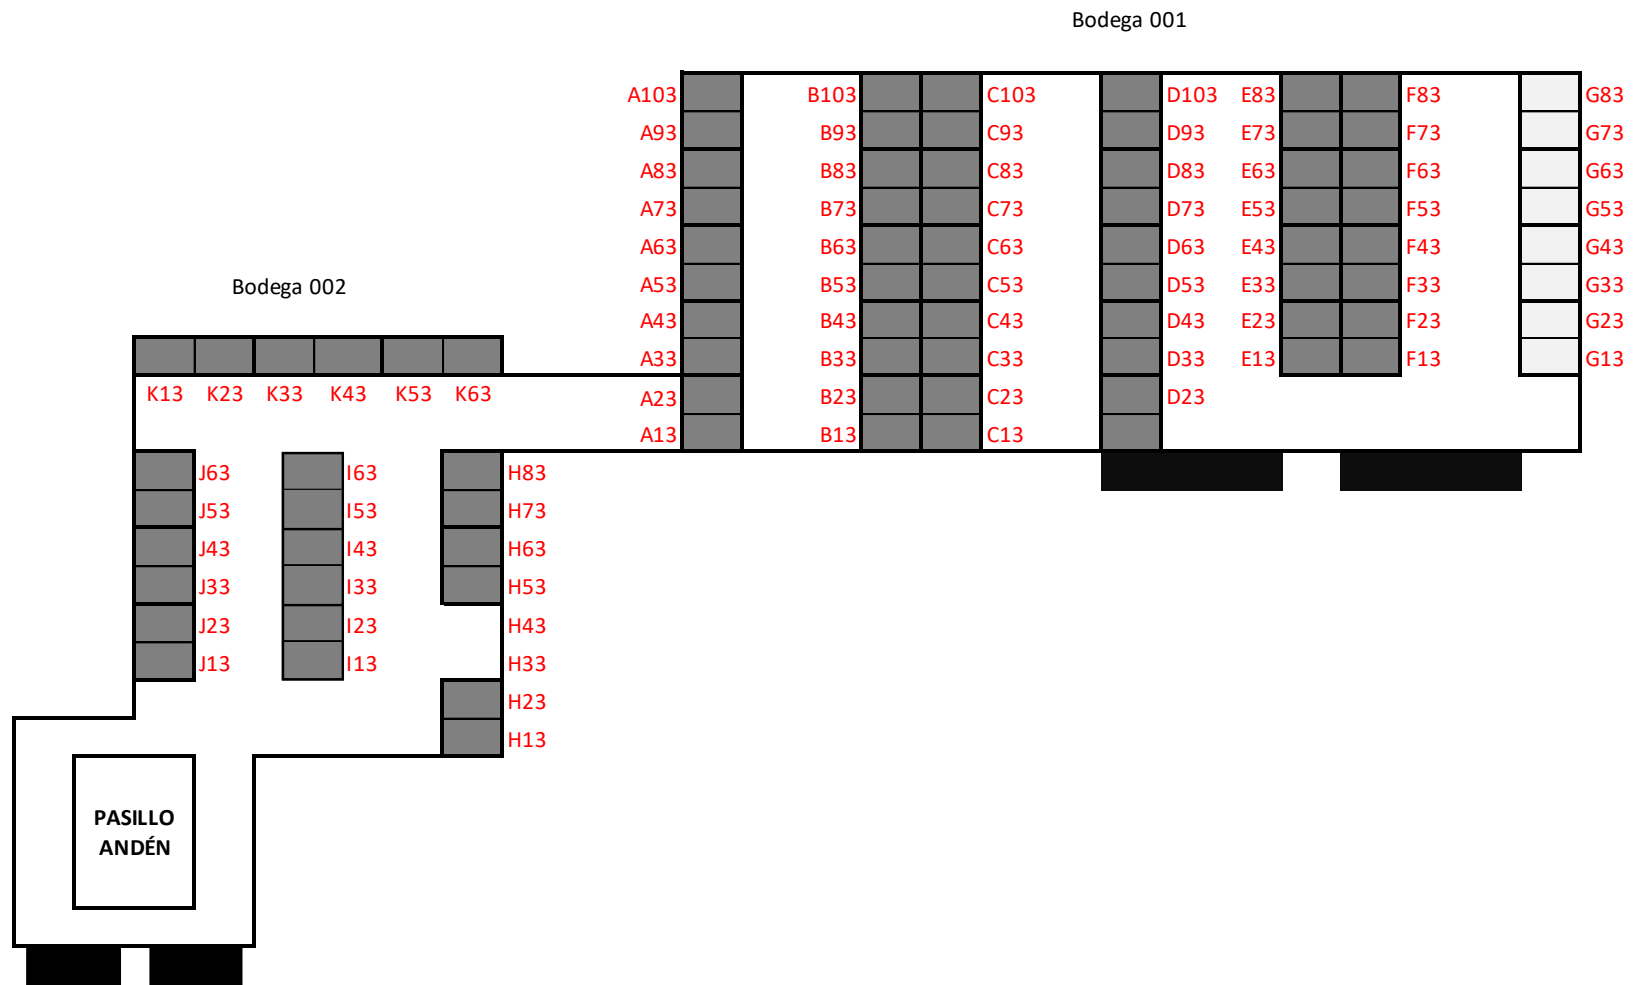 Bodega 001
A103 B103 C103 D103 E83 F83 G83
A93 B93 C93 D93 E73 F73 G73
A83 B83 C83 D83 E63 F63 G63
A73 B73 C73 D73 E53 F53 G53
A63 B63 C63 D63 E43 F43 G43
A53 B53 C53 D53 E33 F33 G33
Bodega 002
A43 B43 C43 D43 E23 F23 G23
A33 B33 C33 D33 E13 F13 G13
K13 K23 K33 K43 K53 K63 A23 B23 C23 D23
A13 B13 C13
J63 I63 H83
J53 I53 H73
J43 I43 H63
J33 I33 H53
J23 I23 H43
J13 I13 H33
H23
H13
PASILLO
ANDÉN